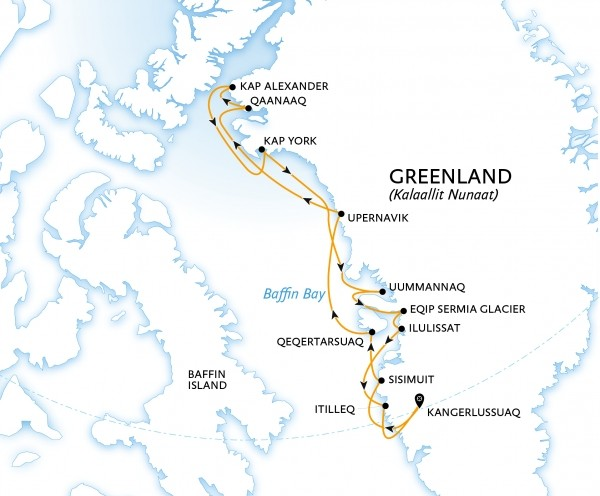 KAP ALEXANDER
QAANAAQ
KAP YORK
GREENLAND
(Kalaallit Nunaat)
UPERNAVIK
UUMMANNAQ
Baffin Bay
EQIP SERMIA GLACIER
ILULISSAT
QEQERTARSUAQ
BAFFIN
ISLAND
SISIMUIT
ITILLEQ
KANGERLUSSUAQ